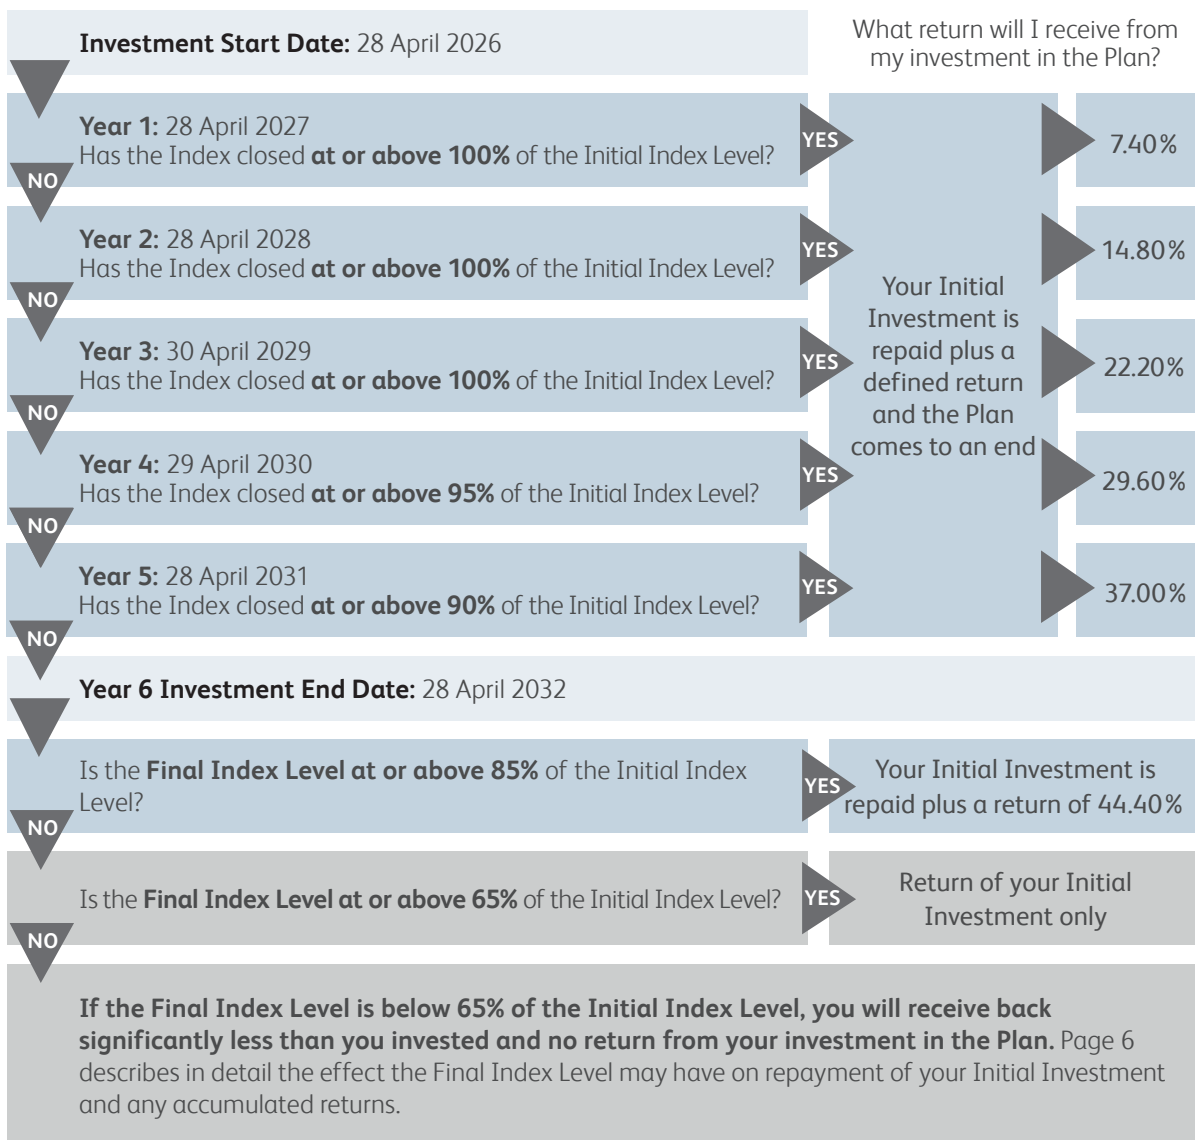 Investment Start Date: 28 April 2026
What return will I receive from
my investment in the Plan?
Year 1: 28 April 2027
Has the Index closed at or above 100% of the Initial Index Level?
YES
7.40%
NO
Year 2: 28 April 2028
Has the Index closed at or above 100% of the Initial Index Level?
YES
14.80%
NO
Year 3: 30 April 2029
Has the Index closed at or above 100% of the Initial Index Level?
YES
22.20%
NO
Year 4: 29 April 2030
Has the Index closed at or above 95% of the Initial Index Level?
YES
29.60%
NO
Year 5: 28 April 2031
Has the Index closed at or above 90% of the Initial Index Level?
YES
37.00%
NO
Your Initial
Investment is
repaid plus a
defined return
and the Plan
comes to an end
Year 6 Investment End Date: 28 April 2032
Is the Final Index Level at or above 85% of the Initial Index
Level?
YES
Your Initial Investment is
repaid plus a return of 44.40%
NO
Is the Final Index Level at or above 65% of the Initial Index Level?
YES
Return of your Initial
Investment only
NO
If the Final Index Level is below 65% of the Initial Index Level, you will receive back
significantly less than you invested and no return from your investment in the Plan. Page 6
describes in detail the effect the Final Index Level may have on repayment of your Initial Investment
and any accumulated returns.